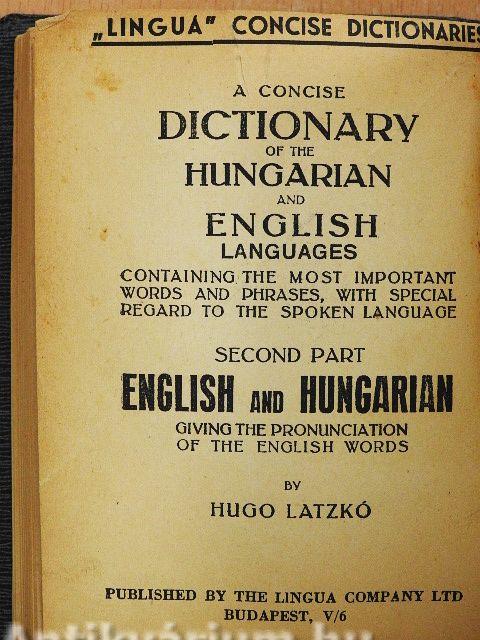 „LINGUA" CONCISE DICTIONARIES
A CONCISE
DICTIONARY
OF THE
HUNGARIAN
AND
ENGLISH
LANGUAGES
CONTAINING THE MOST IMPORTANT
WORDS AND PHRASES, WITH SPECIAL
REGARD TO THE SPOKEN LANGUAGE
SECOND PART
ENGLISH AND HUNGARIAN
GIVING THE PRONUNCIATION
OF THE ENGLISH WORDS
BY
HUGO LATZKÓ
PUBLISHED BY THE LINGUA COMPANY LTD
BUDAPEST, V/6
Antikvárium.hu